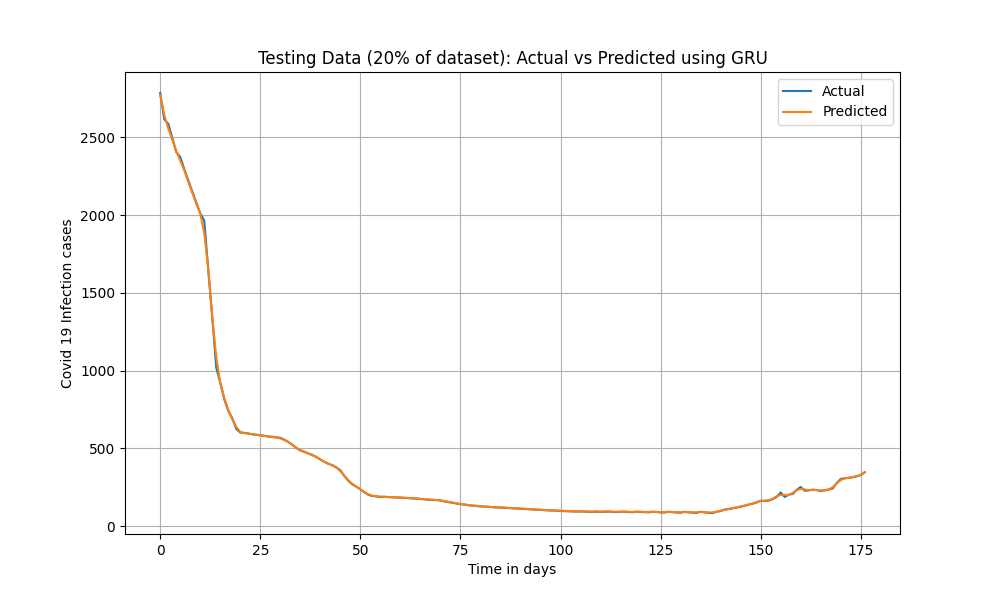 Testing Data (20% of dataset): Actual vs Predicted using GRU
Actual
Predicted
2500
2000
1500
1000
500
0
Covid 19 Infection cases
0 25 50 75 100 125 150 175
Time in days